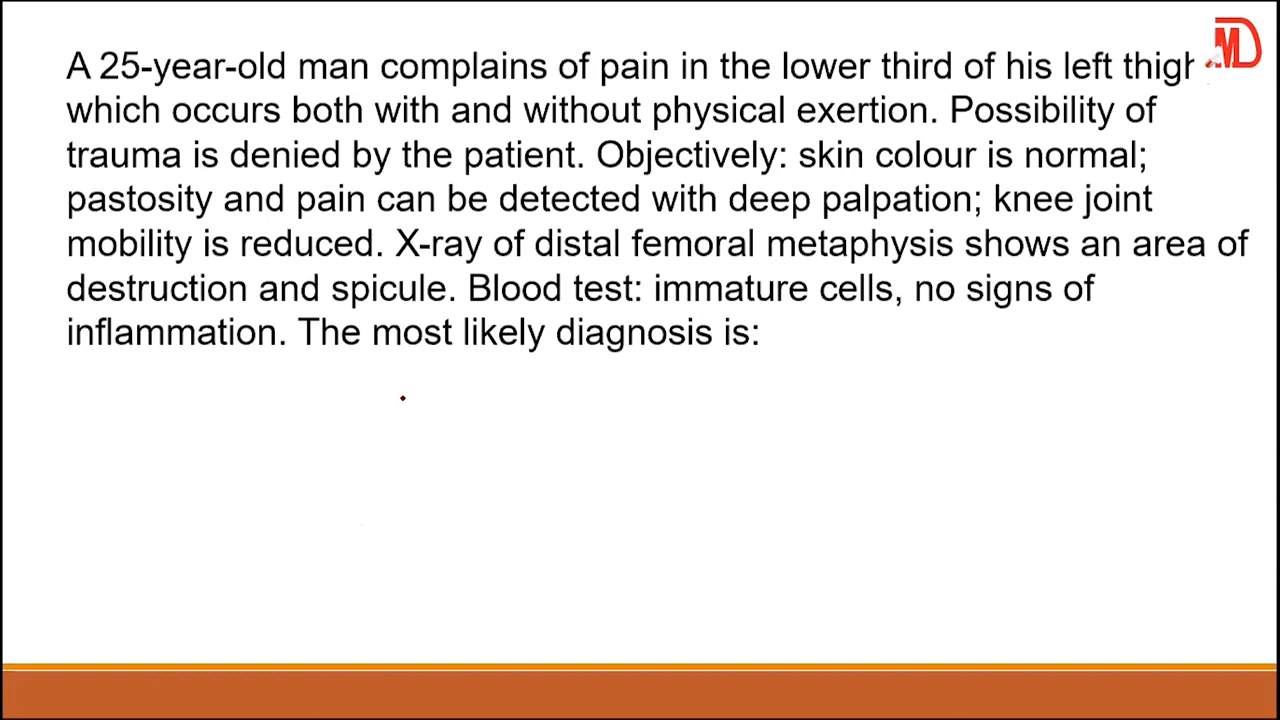 A 25-year-old man complains of pain in the lower third of his left thigh
which occurs both with and without physical exertion. Possibility of
trauma is denied by the patient. Objectively: skin colour is normal;
pastosity and pain can be detected with deep palpation; knee joint
mobility is reduced. X-ray of distal femoral metaphysis shows an area of
destruction and spicule. Blood test: immature cells, no signs of
inflammation. The most likely diagnosis is:
MD